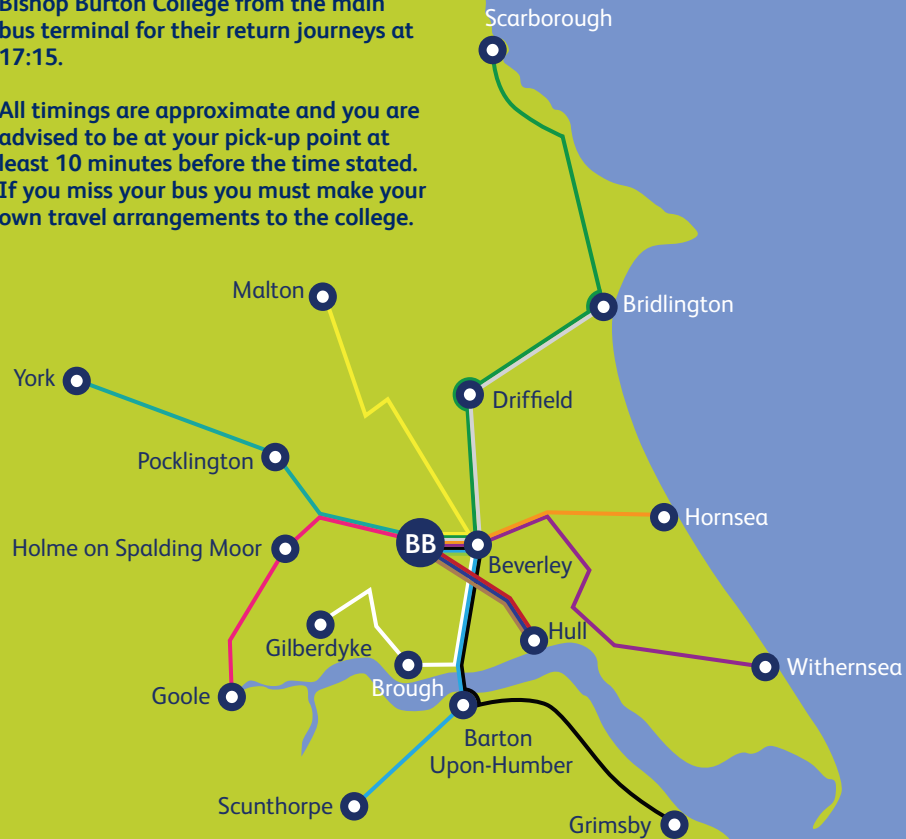 Bishop Burton College from the main
bus terminal for their return journeys at
17:15.
All timings are approximate and you are
advised to be at your pick-up point at
least 10 minutes before the time stated.
If you miss your bus you must make your
own travel arrangements to the college.
Scarborough
Malton
Bridlington
York
Driffield
Pocklington
Hornsea
Holme on Spalding Moor
BB
Beverley
Hull
Gilberdyke
Withernsea
Brough
Goole
Barton
Upon-Humber
Scunthorpe
Grimsby